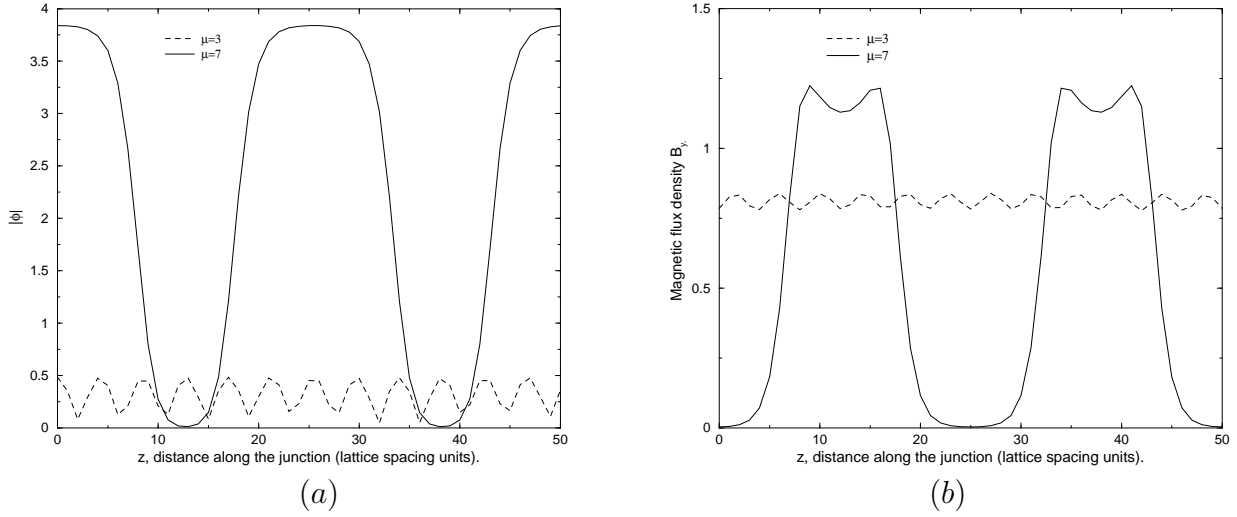 4
3.5
3
2.5
2
1.5
1
0.5
0
|ϕ|
μ=3
μ=7
0 10 20 30 40 50
z, distance along the junction (lattice spacing units).
(a)
1.5
1
0.5
0
Magnetic flux density B_y.
μ=3
μ=7
0 10 20 30 40 50
z, distance along the junction (lattice spacing units).
(b)